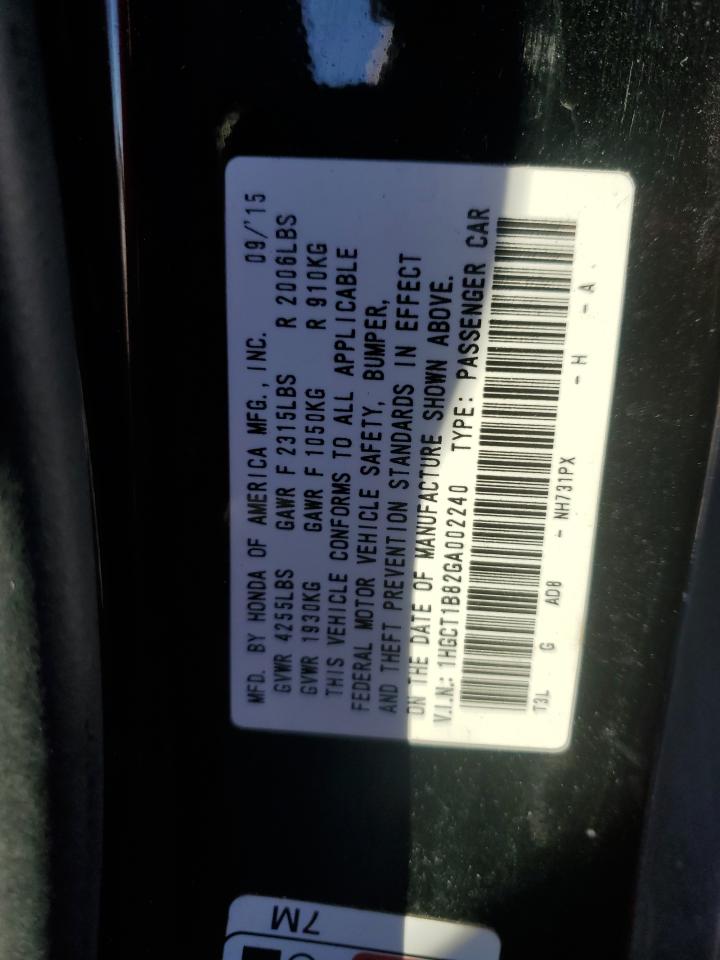 MFD. BY HONDA OF AMERICA MFG., INC. 09/'15
GVWR 4255LBS GAWR F 2315LBS R 2006LBS
GVWR 1930KG GAWR F 1050KG R 910KG
THIS VEHICLE CONFORMS TO ALL APPLICABLE
FEDERAL MOTOR VEHICLE SAFETY, BUMPER,
AND THEFT PREVENTION STANDARDS IN EFFECT
ON THE DATE OF MANUFACTURE SHOWN ABOVE.
V.I.N.: 1HGCT1B82GA002240 TYPE: PASSENGER CAR
T3L G AD8 - NH731PX - H - A
7M